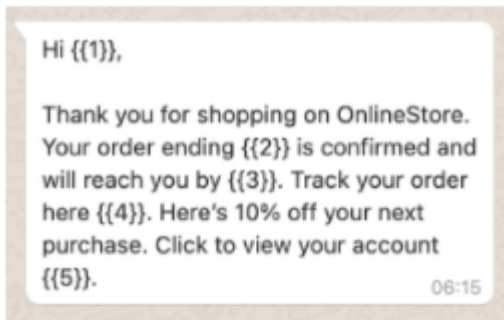 Hi {{1}},
Thank you for shopping on OnlineStore.
Your order ending {{2}} is confirmed and
will reach you by {{3}}. Track your order
here {{4}}. Here's 10% off your next
purchase. Click to view your account
{{5}}.
06:15